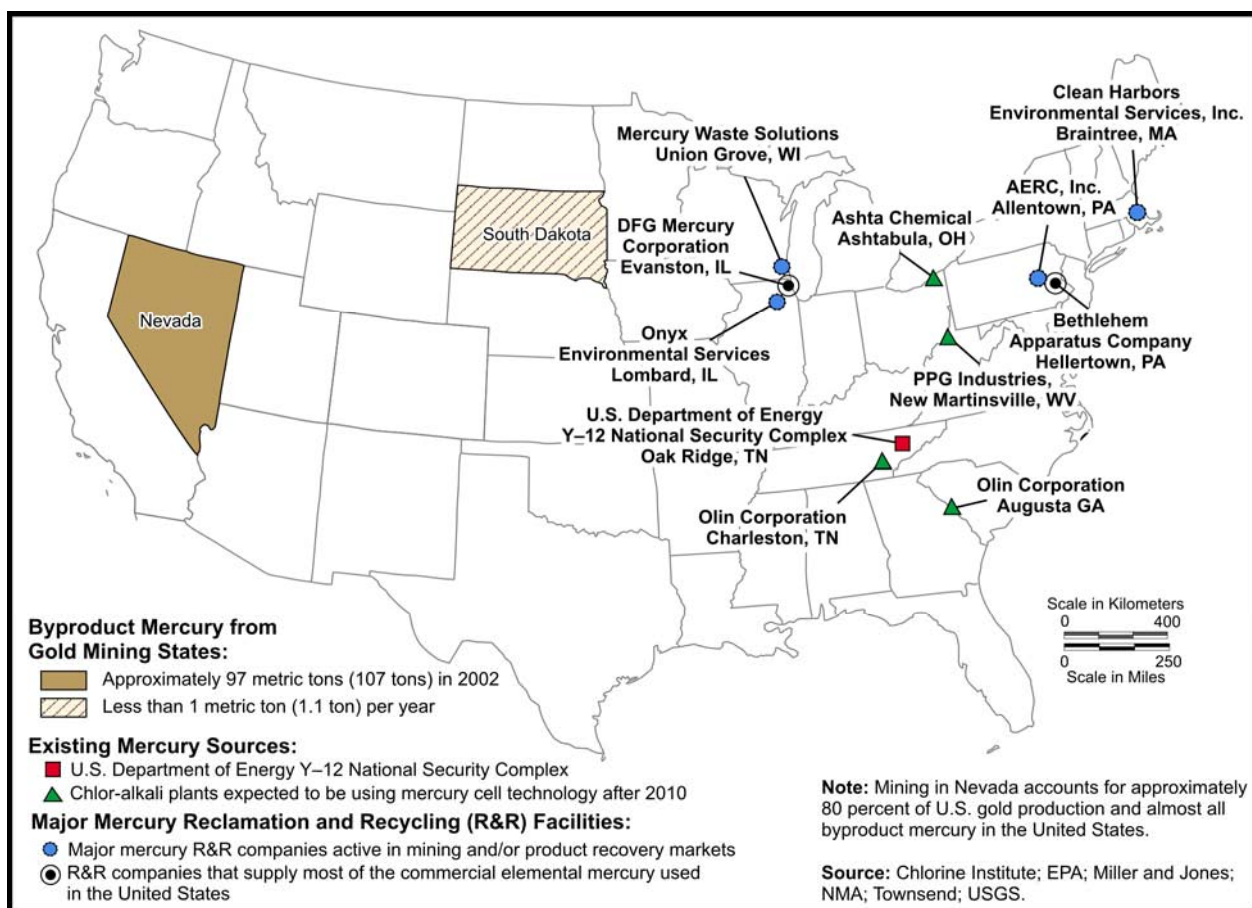 Clean Harbors
Environmental Services, Inc.
Braintree, MA
Mercury Waste Solutions
Union Grove, WI
AERC, Inc.
Allentown, PA
DFG Mercury
Corporation
Evanston, IL
Ashta Chemical
Ashtabula, OH
South Dakota
Nevada
Onyx
Environmental Services
Lombard, IL
Bethlehem
Apparatus Company
Hellertown, PA
PPG Industries,
New Martinsville, WV
U.S. Department of Energy
Y–12 National Security Complex
Oak Ridge, TN
Olin Corporation
Charleston, TN
Olin Corporation
Augusta GA
Scale in Kilometers
0 400
0 250
Scale in Miles
Byproduct Mercury from
Gold Mining States:
Approximately 97 metric tons (107 tons) in 2002
Less than 1 metric ton (1.1 ton) per year
Existing Mercury Sources:
U.S. Department of Energy Y–12 National Security Complex
Chlor-alkali plants expected to be using mercury cell technology after 2010
Major Mercury Reclamation and Recycling (R&R) Facilities:
Major mercury R&R companies active in mining and/or product recovery markets
R&R companies that supply most of the commercial elemental mercury used
in the United States
Note: Mining in Nevada accounts for approximately
80 percent of U.S. gold production and almost all
byproduct mercury in the United States.
Source: Chlorine Institute; EPA; Miller and Jones;
NMA; Townsend; USGS.